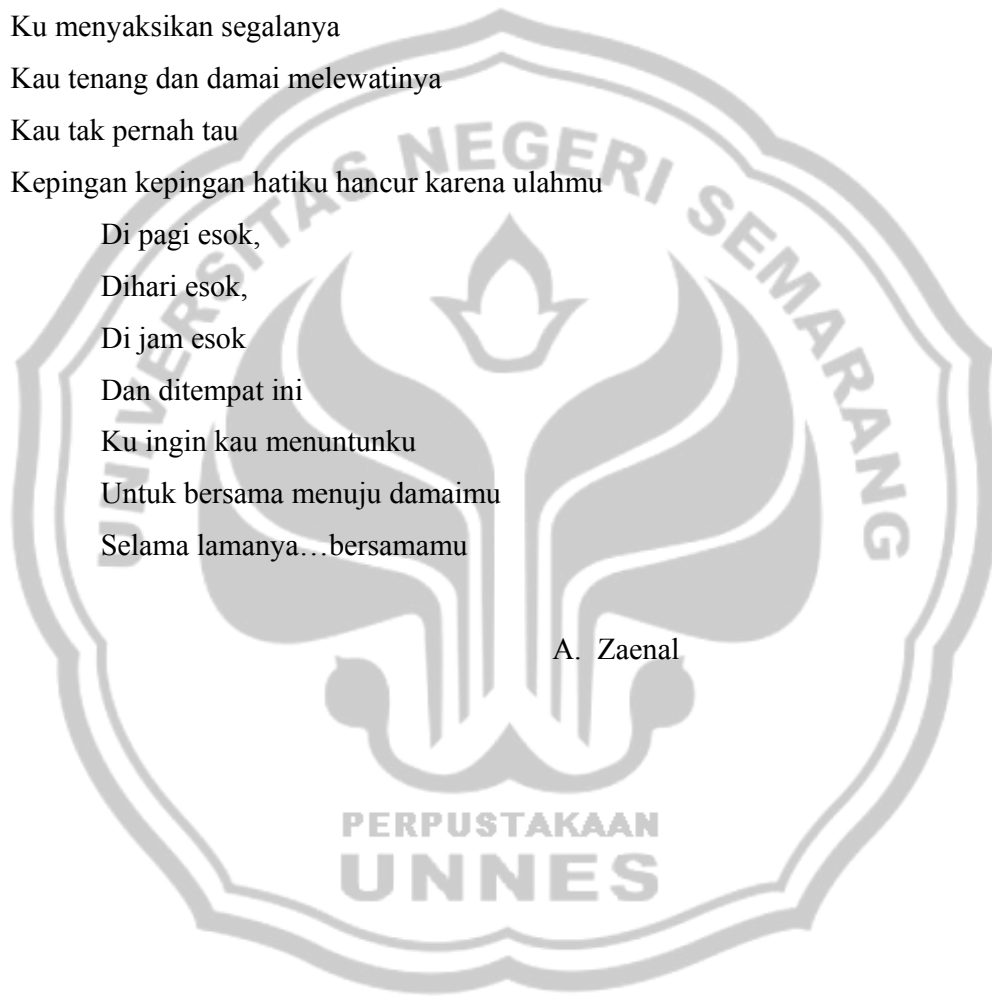 Ku menyaksikan segalanya
Kau tenang dan damai melewatinya
Kau tak pernah tau
Kepingan kepingan hatiku hancur karena ulahmu
Di pagi esok,
Dihari esok,
Di jam esok
Dan ditempat ini
Ku ingin kau menuntunku
Untuk bersama menuju damaimu
Selama lamanya…bersamamu
A. Zaenal
UNIVERSITAS NEGERI SEMARANG
PERPUSTAKAAN
UNNES